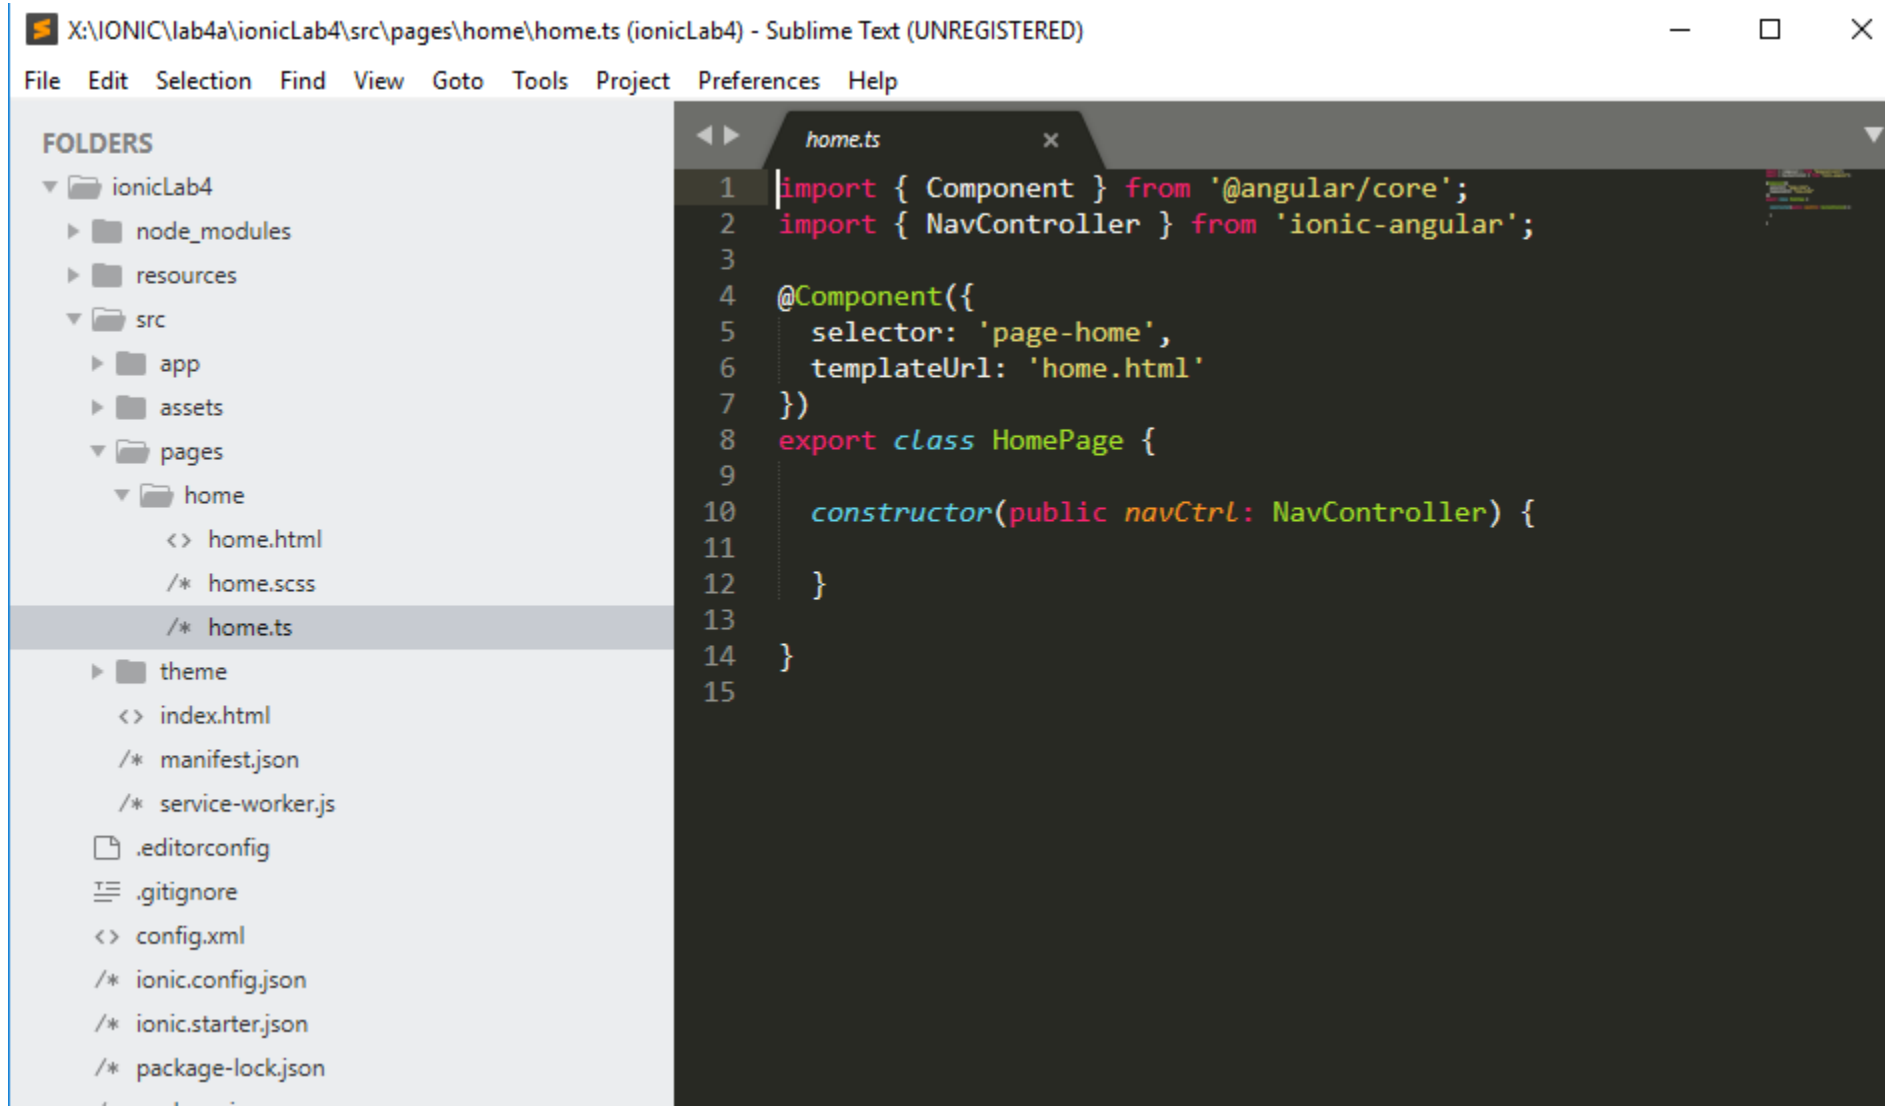 X:\IONIC\lab4a\ionicLab4\src\pages\home\home.ts (ionicLab4) - Sublime Text (UNREGISTERED)
File Edit Selection Find View Goto Tools Project Preferences Help
FOLDERS
ionicLab4
node_modules
resources
src
app
assets
pages
home
<> home.html
/* home.scss
/* home.ts
theme
<> index.html
/* manifest.json
/* service-worker.js
.editorconfig
.gitignore
<> config.xml
/* ionic.config.json
/* ionic.starter.json
/* package-lock.json
home.ts
1 import { Component } from '@angular/core';
2 import { NavController } from 'ionic-angular';
3
4 @Component({
5   selector: 'page-home',
6   templateUrl: 'home.html'
7 })
8 export class HomePage {
9
10   constructor(public navCtrl: NavController) {
11
12   }
13
14 }
15